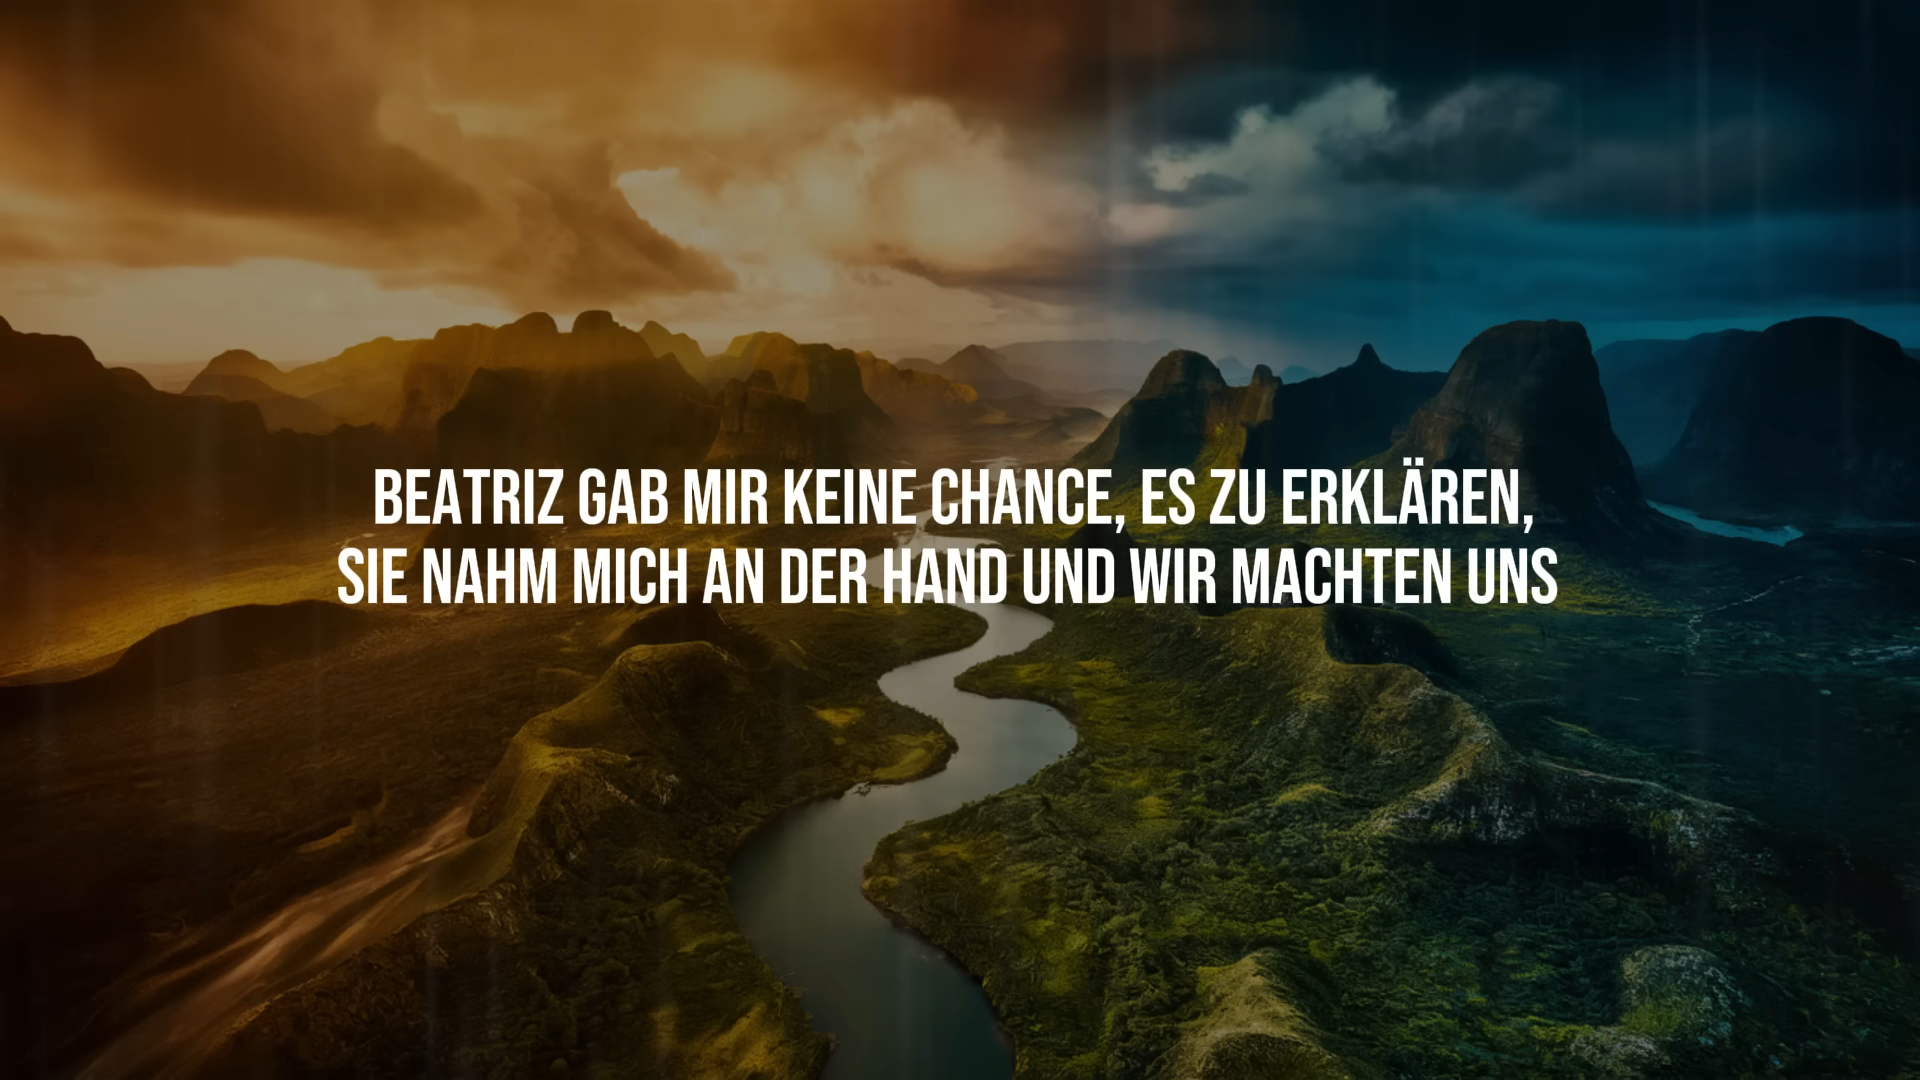 BEATRIZ GAB MIR KEINE CHANCE, ES ZU ERKLÄREN,
SIE NAHM MICH AN DER HAND UND WIR MACHTEN UNS